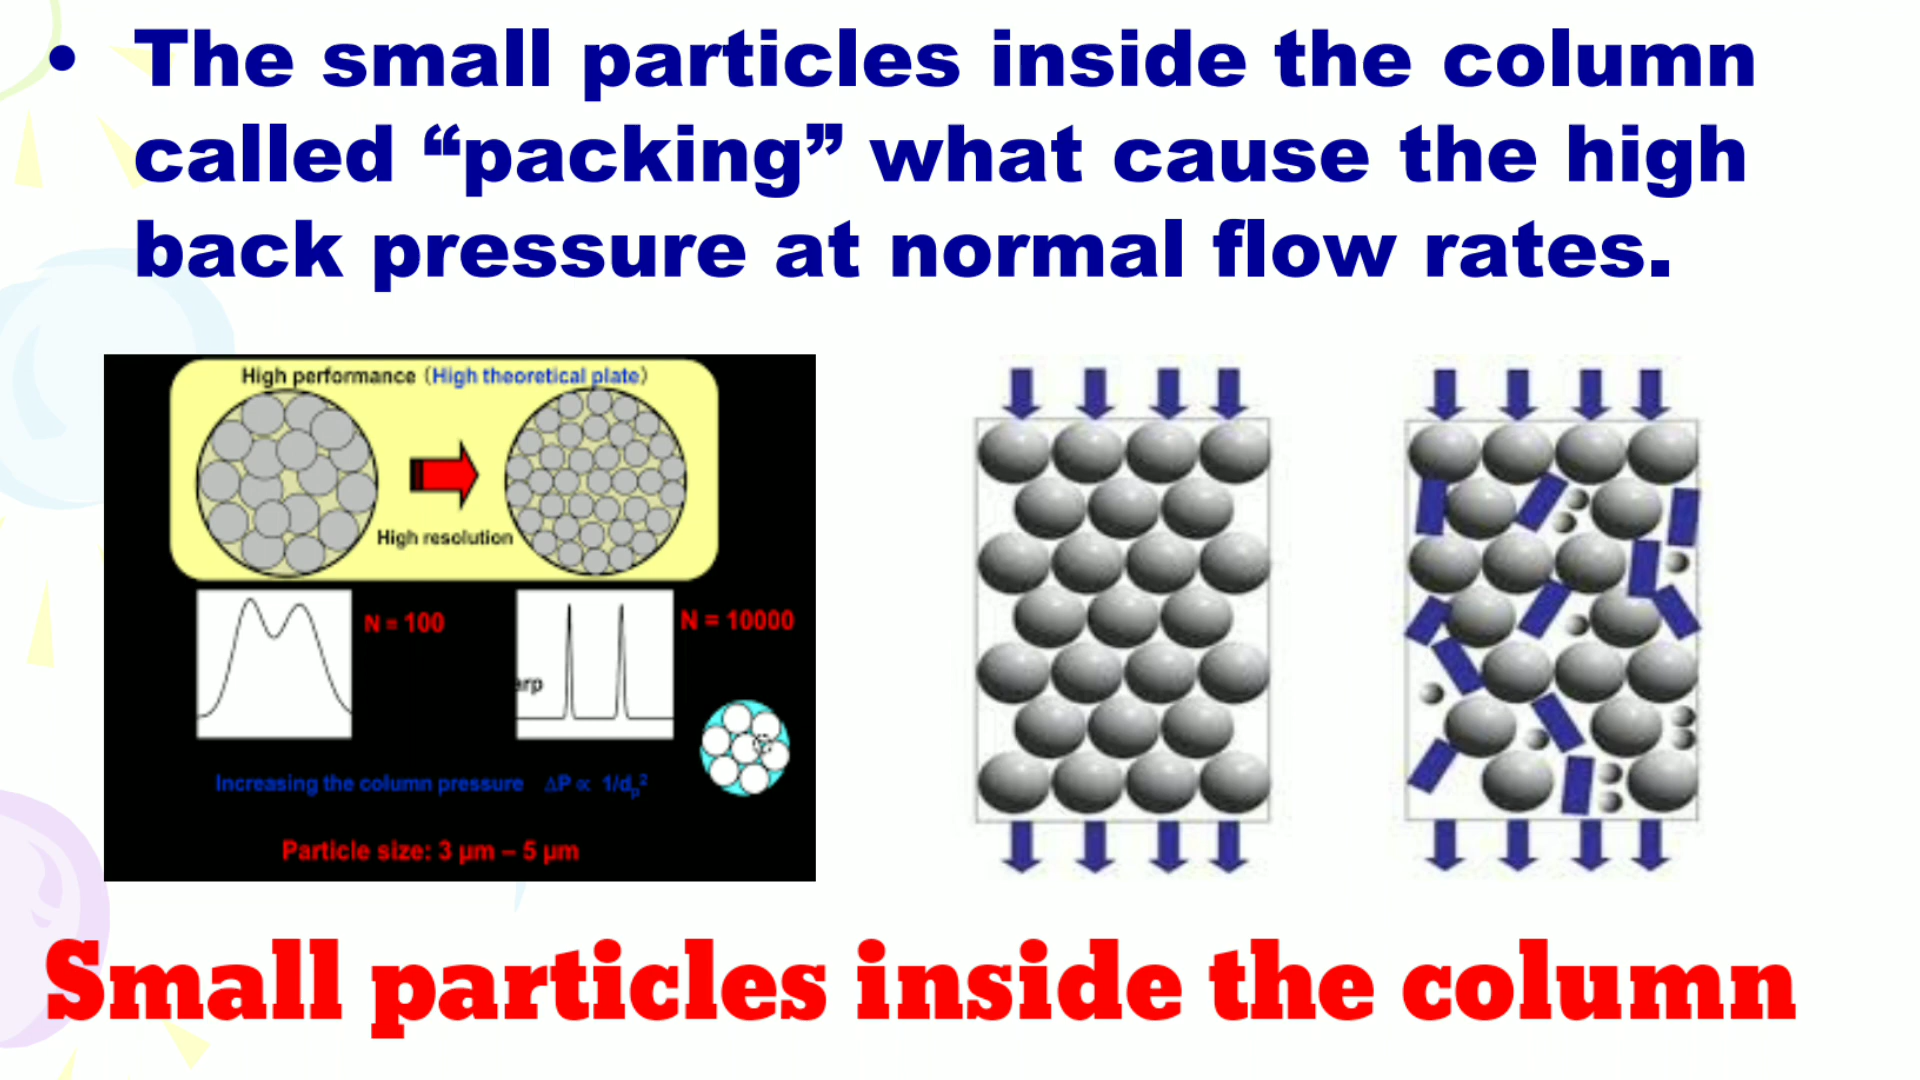 • The small particles inside the column
called “packing” what cause the high
back pressure at normal flow rates.
High performance (High theoretical plate)
High resolution
N = 100
N = 10000
arp
Increasing the column pressure ΔP ∝ 1/dp²
Particle size: 3 µm – 5 µm
Small particles inside the column